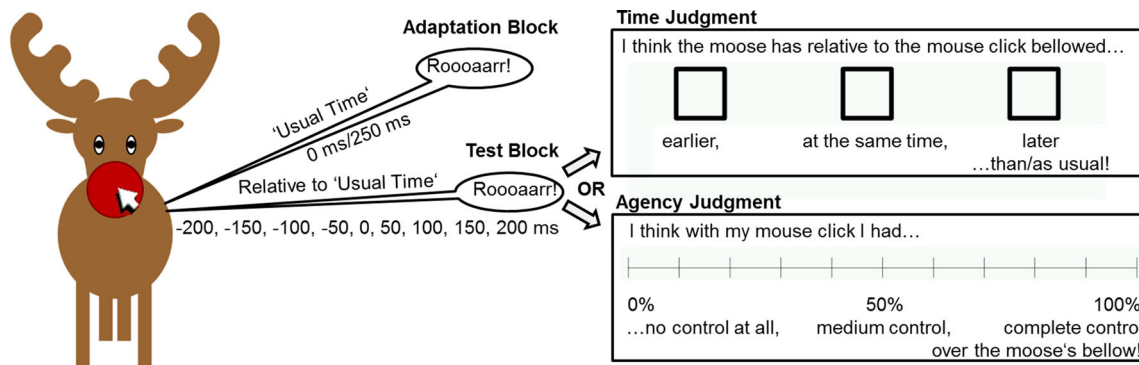 Adaptation Block
Roooaarr!
'Usual Time‘
0 ms/250 ms
Test Block
Relative to 'Usual Time‘
Roooaarr!
-200, -150, -100, -50, 0, 50, 100, 150, 200 ms
OR
Time Judgment
I think the moose has relative to the mouse click bellowed…
earlier,
at the same time,
later
…than/as usual!
Agency Judgment
I think with my mouse click I had…
0%
50%
100%
…no control at all,
medium control,
complete control
over the moose‘s bellow!